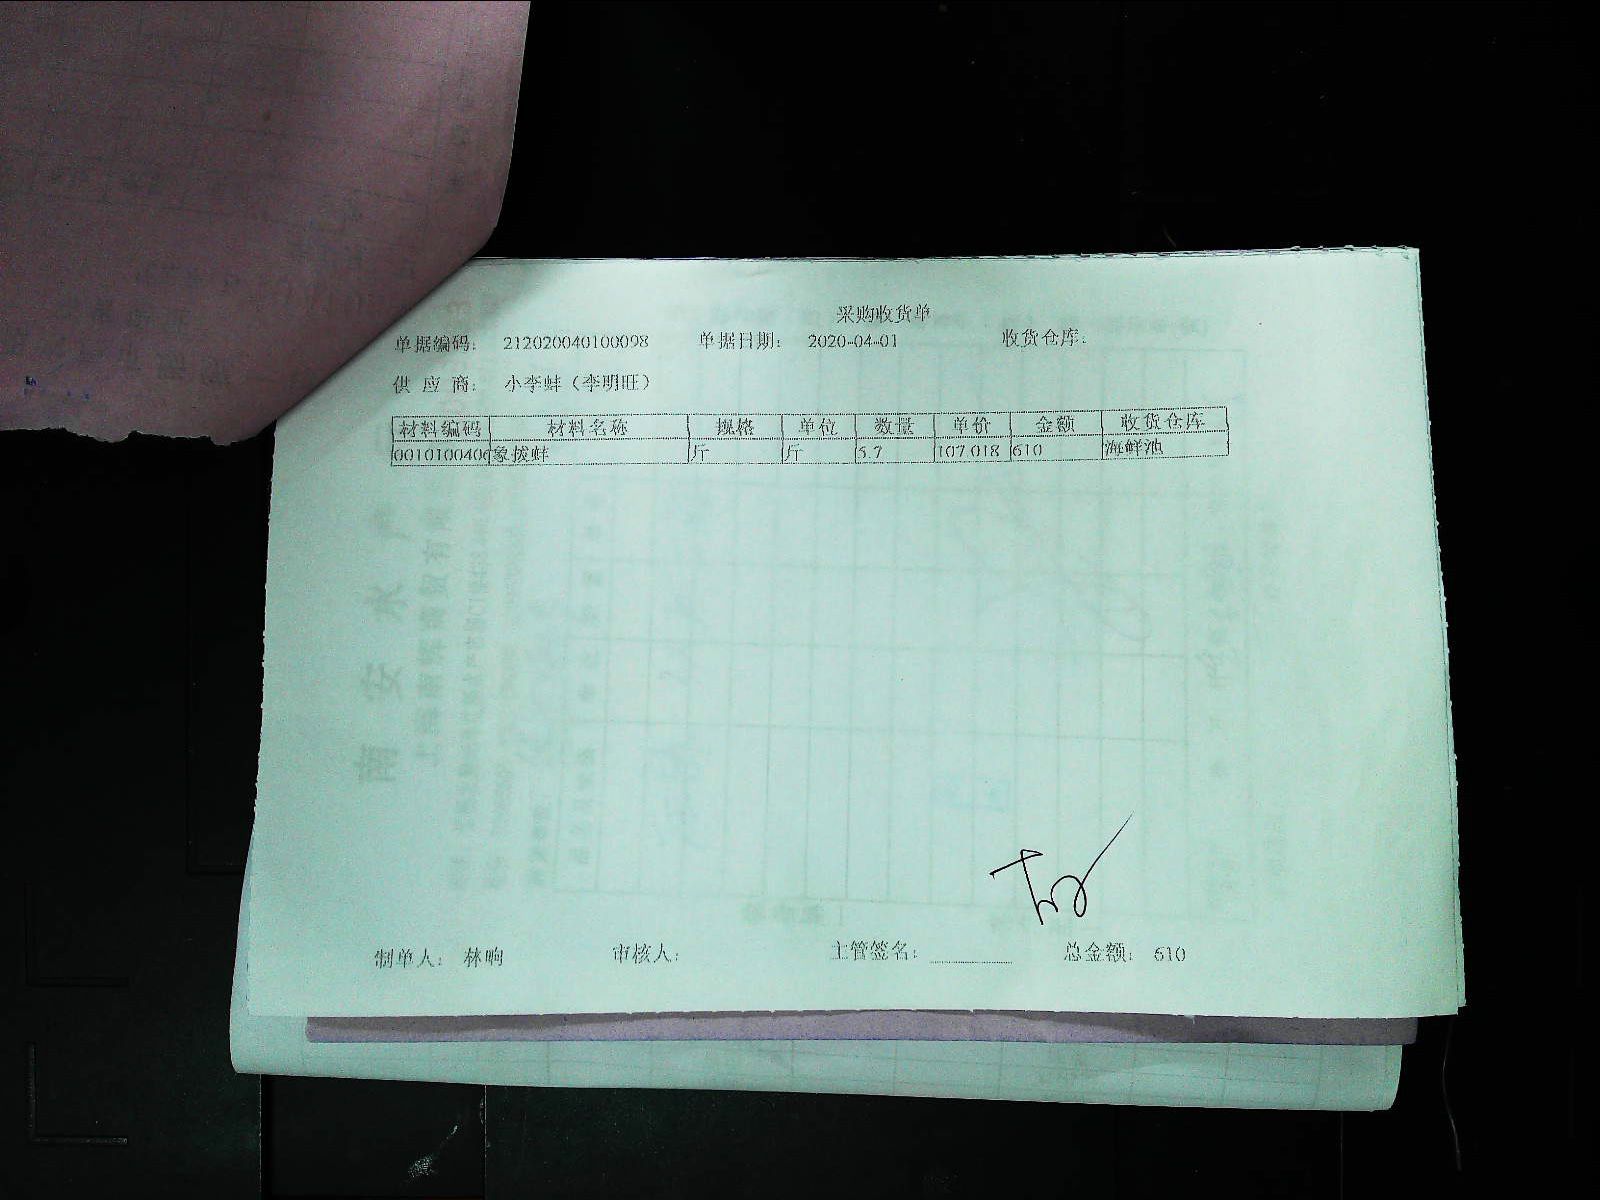 采购收货单
单据编码: 212020040100098 单据日期: 2020-04-01 收货仓库:
供应商: 小李蚌（李明旺）
材料编码 材料名称 规格 单位 数量 单价 金额 收货仓库
0010100406 象拔蚌 斤 斤 5.7 107.018 610 海鲜池
制单人: 林响 审核人: 主管签名: 总金额: 610